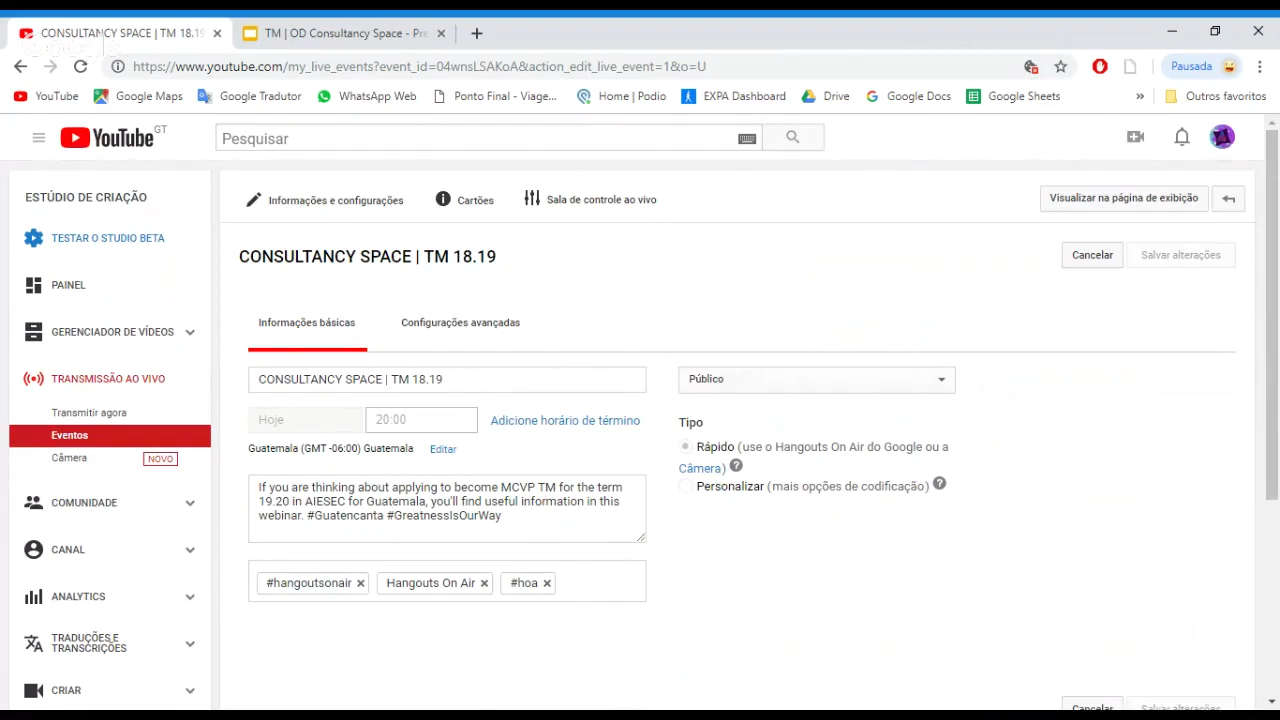 CONSULTANCY SPACE | TM 18.19
TM | OD Consultancy Space - Pre
https://www.youtube.com/my_live_events?event_id=04wnsLSAKoA&action_edit_live_event=1&o=U
Pausada
YouTube
Google Maps
Google Tradutor
WhatsApp Web
Ponto Final - Viage...
Home | Podio
EXPA Dashboard
Drive
Google Docs
Google Sheets
»
Outros favoritos
YouTube GT
Pesquisar
ESTÚDIO DE CRIAÇÃO
TESTAR O STUDIO BETA
PAINEL
GERENCIADOR DE VÍDEOS
TRANSMISSÃO AO VIVO
Transmitir agora
Eventos
Câmera
NOVO
COMUNIDADE
CANAL
ANALYTICS
TRADUÇÕES E
TRANSCRIÇÕES
CRIAR
Informações e configurações
Cartões
Sala de controle ao vivo
Visualizar na página de exibição
CONSULTANCY SPACE | TM 18.19
Cancelar
Salvar alterações
Informações básicas
Configurações avançadas
CONSULTANCY SPACE | TM 18.19
Público
Hoje
20:00
Adicione horário de término
Guatemala (GMT -06:00) Guatemala
Editar
Tipo
Rápido (use o Hangouts On Air do Google ou a
Câmera)
Personalizar (mais opções de codificação)
If you are thinking about applying to become MCVP TM for the term
19.20 in AIESEC for Guatemala, you'll find useful information in this
webinar. #Guatencanta #GreatnessIsOurWay
#hangoutsonair
Hangouts On Air
#hoa
Cancelar
Salvar alterações